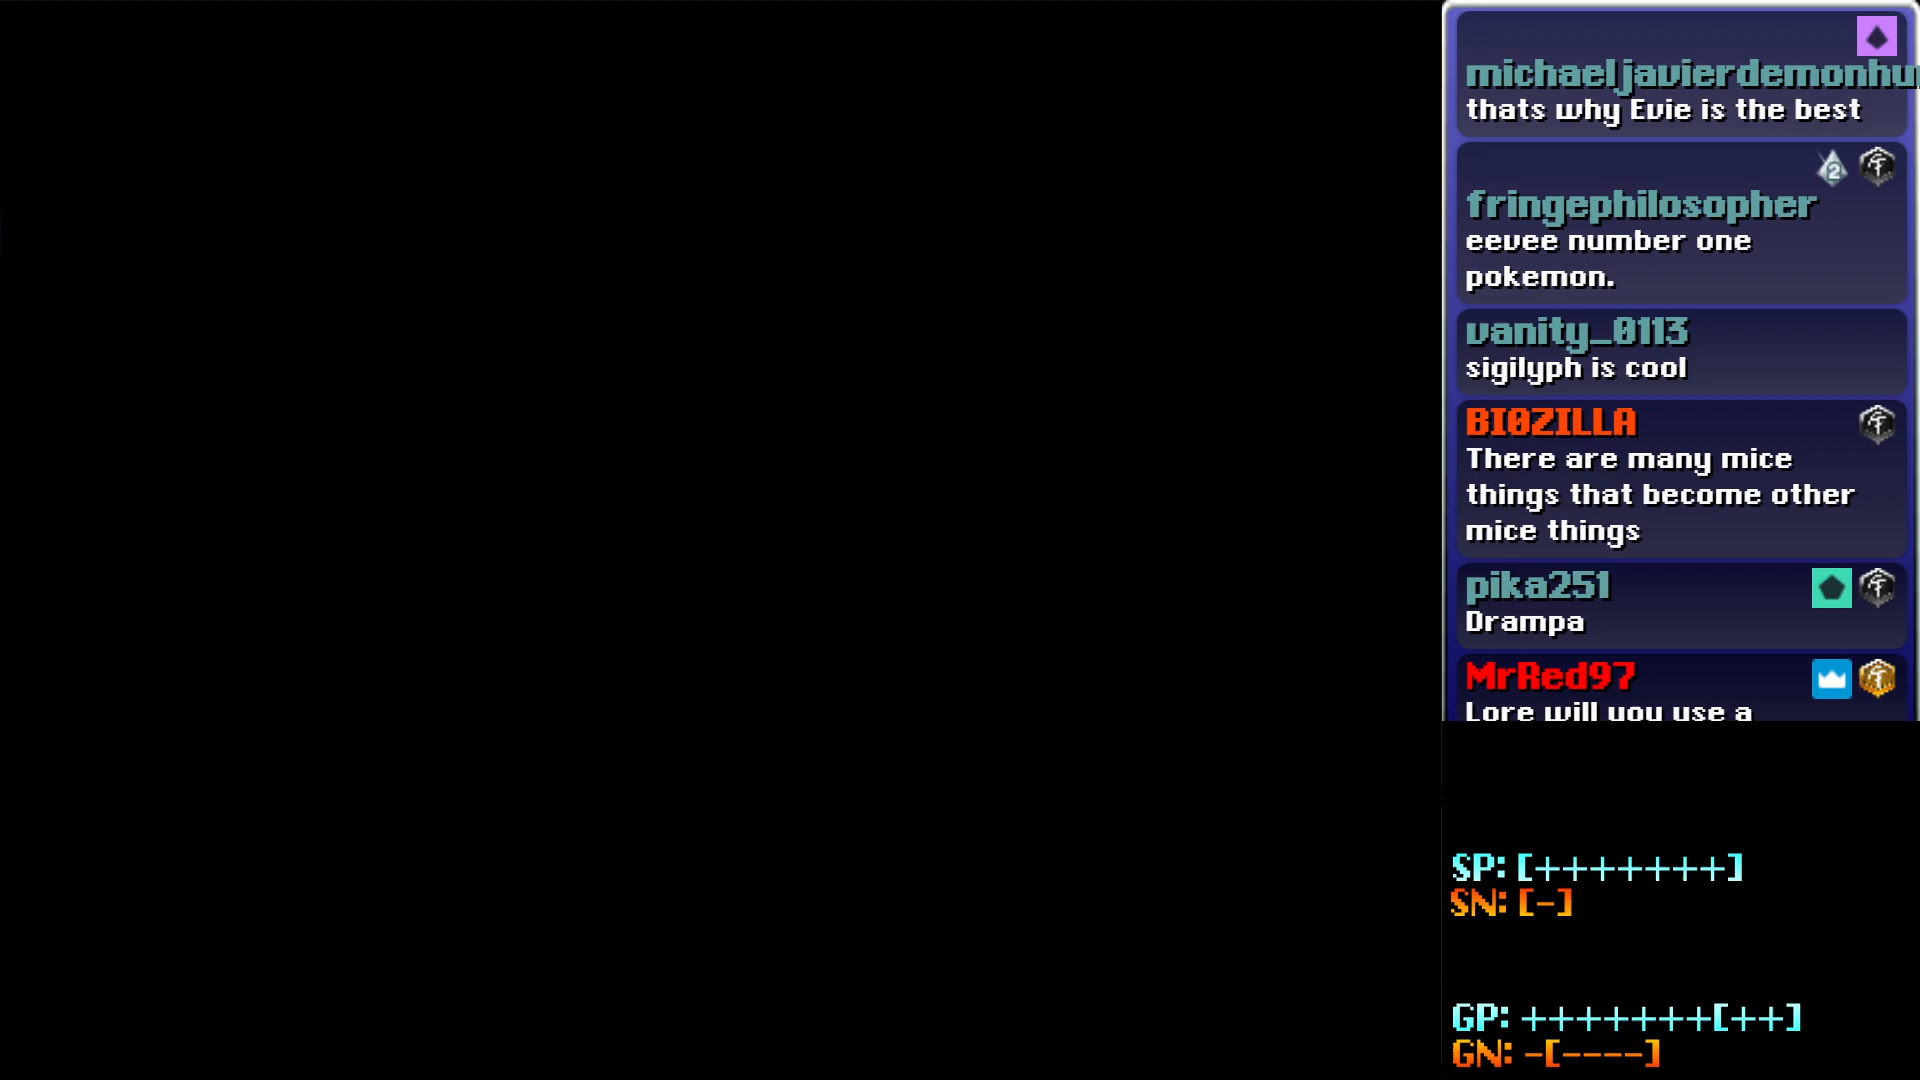 michaeljavierdemonhu
thats why Evie is the best
fringephilosopher
eevee number one
pokemon.
vanity_0113
sigilyph is cool
BI0ZILLA
There are many mice
things that become other
mice things
pika251
Drampa
MrRed97
Lore will you use a
SP: [+++++++]
SN: [-]
GP: +++++++[++]
GN: -[----]